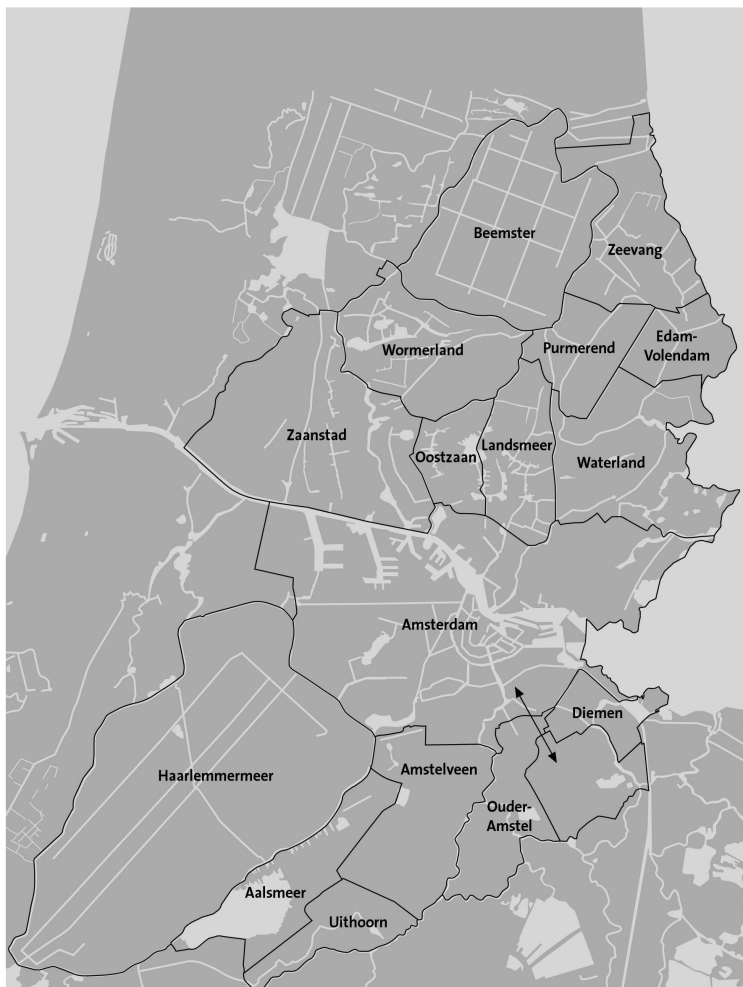 Beemster
Zeevang
Edam-
Volendam
Purmerend
Wormerland
Zaanstad
Oostzaan
Landsmeer
Waterland
Amsterdam
Diemen
Haarlemmermeer
Amstelveen
Ouder-
Amstel
Aalsmeer
Uithoorn